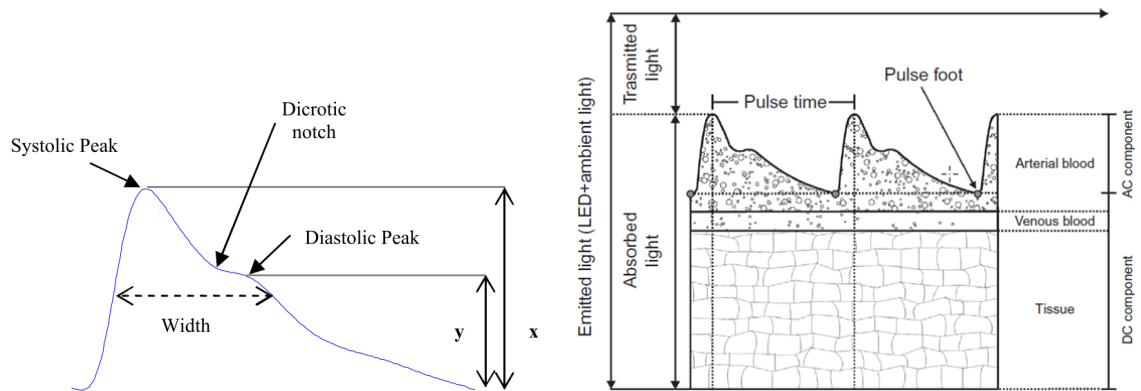 Systolic Peak
Dicrotic
notch
Diastolic Peak
Width
y
x
Emitted light (LED+ambient light)
Trasmitted
light
Absorbed
light
Pulse time
Pulse foot
Arterial blood
Venous blood
Tissue
AC component
DC component